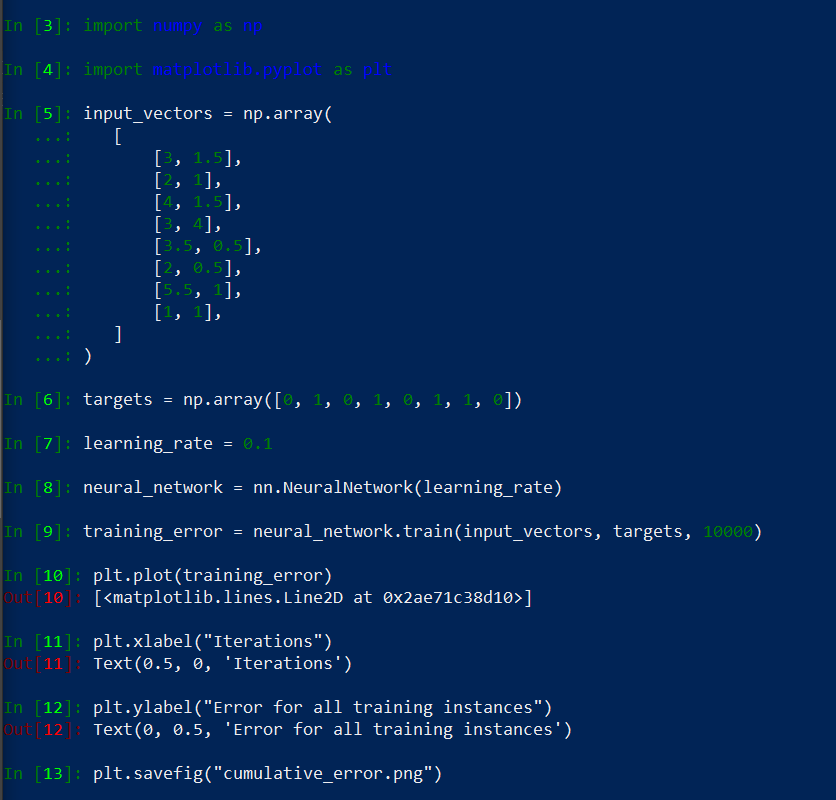 In [3]: import numpy as np
In [4]: import matplotlib.pyplot as plt
In [5]: input_vectors = np.array(
   ...:    [
   ...:        [3, 1.5],
   ...:        [2, 1],
   ...:        [4, 1.5],
   ...:        [3, 4],
   ...:        [3.5, 0.5],
   ...:        [2, 0.5],
   ...:        [5.5, 1],
   ...:        [1, 1],
   ...:    ]
   ...: )
In [6]: targets = np.array([0, 1, 0, 1, 0, 1, 1, 0])
In [7]: learning_rate = 0.1
In [8]: neural_network = nn.NeuralNetwork(learning_rate)
In [9]: training_error = neural_network.train(input_vectors, targets, 10000)
In [10]: plt.plot(training_error)
Out[10]: [<matplotlib.lines.Line2D at 0x2ae71c38d10>]
In [11]: plt.xlabel("Iterations")
Out[11]: Text(0.5, 0, 'Iterations')
In [12]: plt.ylabel("Error for all training instances")
Out[12]: Text(0, 0.5, 'Error for all training instances')
In [13]: plt.savefig("cumulative_error.png")